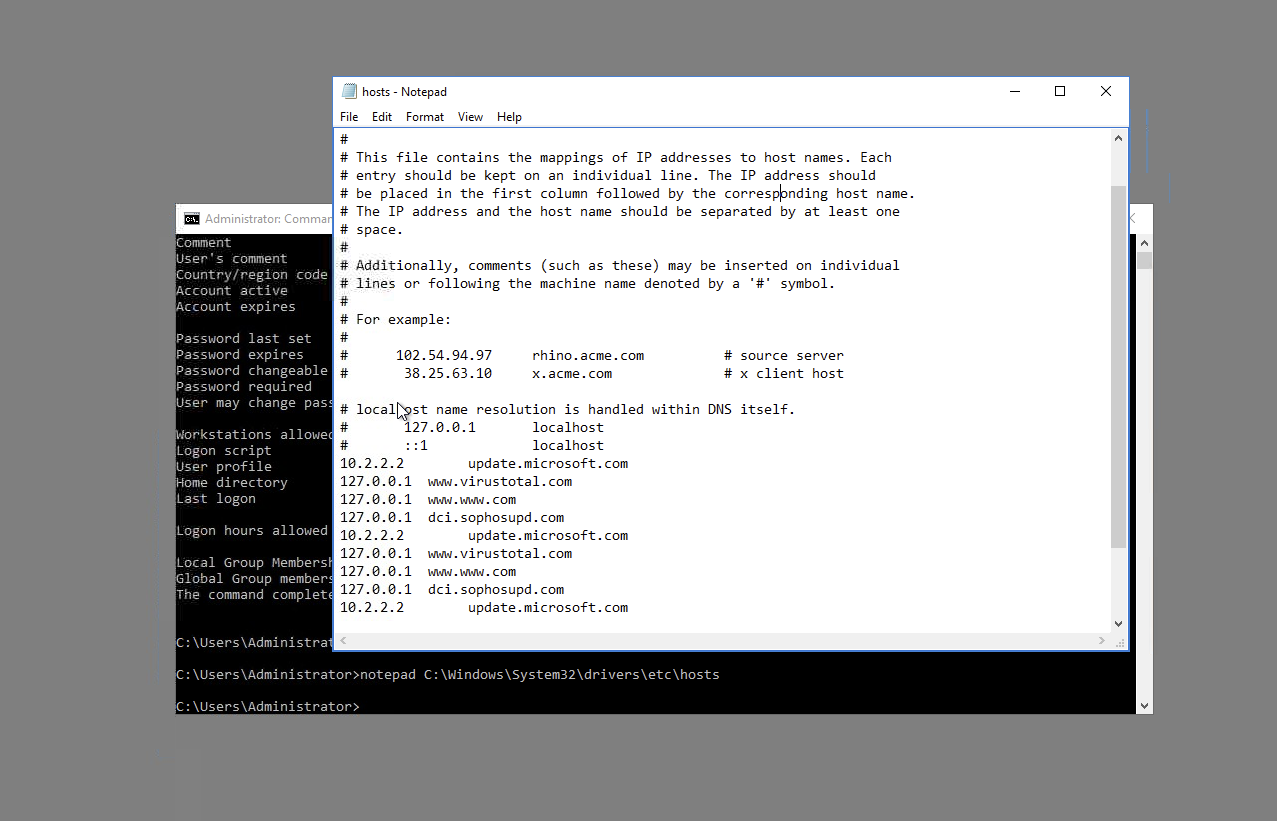 hosts - Notepad
File Edit Format View Help
#
# This file contains the mappings of IP addresses to host names. Each
# entry should be kept on an individual line. The IP address should
# be placed in the first column followed by the corresponding host name.
# The IP address and the host name should be separated by at least one
# space.
#
# Additionally, comments (such as these) may be inserted on individual
# lines or following the machine name denoted by a '#' symbol.
#
# For example:
#
#      102.54.94.97     rhino.acme.com          # source server
#       38.25.63.10     x.acme.com              # x client host
# localhost name resolution is handled within DNS itself.
#       127.0.0.1       localhost
#       ::1             localhost
10.2.2.2        update.microsoft.com
127.0.0.1  www.virustotal.com
127.0.0.1  www.www.com
127.0.0.1  dci.sophosupd.com
10.2.2.2        update.microsoft.com
127.0.0.1  www.virustotal.com
127.0.0.1  www.www.com
127.0.0.1  dci.sophosupd.com
10.2.2.2        update.microsoft.com
Administrator: Comman
Comment
User's comment
Country/region code
Account active
Account expires
Password last set
Password expires
Password changeable
Password required
User may change pass
Workstations allowed
Logon script
User profile
Home directory
Last logon
Logon hours allowed
Local Group Membersh
Global Group members
The command complete
C:\Users\Administrat
C:\Users\Administrator>notepad C:\Windows\System32\drivers\etc\hosts
C:\Users\Administrator>